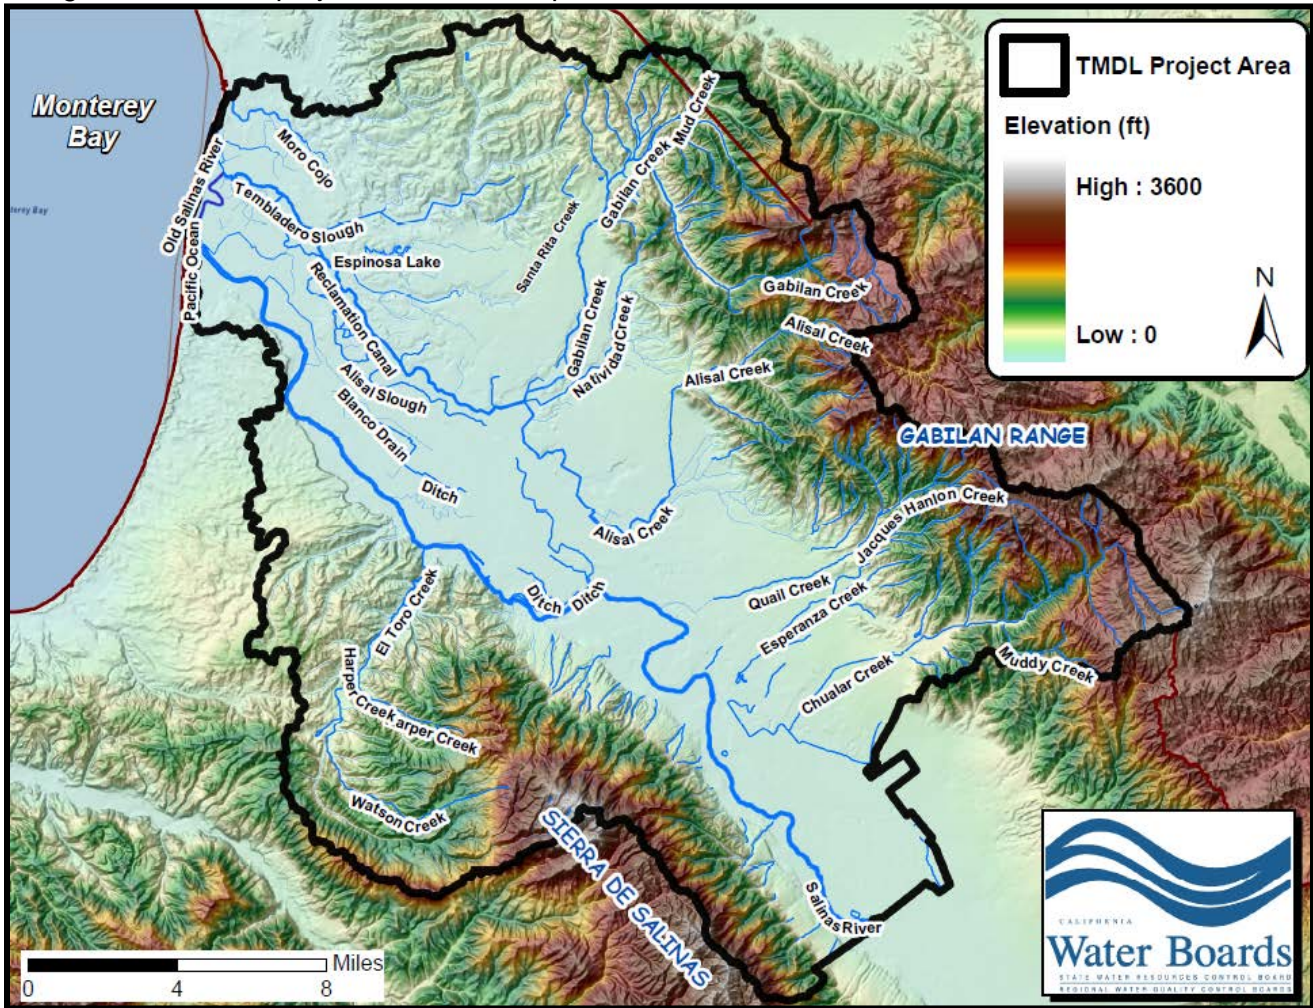 Monterey
Bay
Moro Cojo
Old Salinas River
Pacific Ocean
Tembladero Slough
Espinosa Lake
Reclamation Canal
Santa Rita Creek
Mud Creek
Gabilan Creek
Gabilan Creek
Natividad Creek
Gabilan Creek
Alisal Creek
Alisal Creek
Alisal Slough
Blanco Drain
Ditch
GABILAN RANGE
Alisal Creek
Jacques Hanlon Creek
Quail Creek
Esperanza Creek
Ditch
Ditch
El Toro Creek
Harper Creek
arper Creek
Chualar Creek
Muddy Creek
Watson Creek
SIERRA DE SALINAS
Salinas River
TMDL Project Area
Elevation (ft)
High : 3600
Low : 0
N
Miles
0 4 8
CALIFORNIA
Water Boards
STATE WATER RESOURCES CONTROL BOARD
REGIONAL WATER QUALITY CONTROL BOARDS